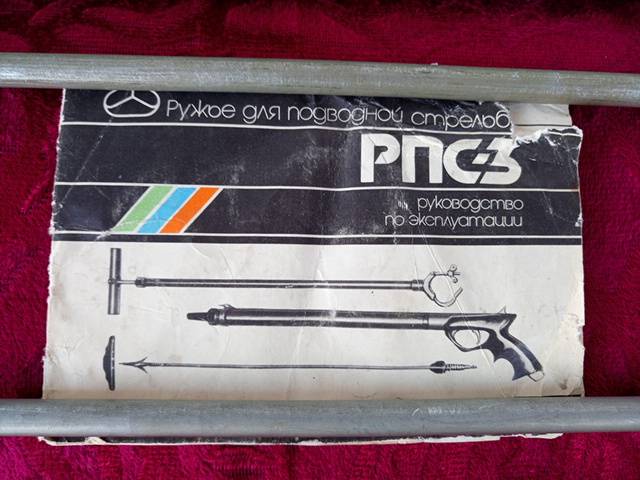 Ружье для подводной стрельб
РПС-3
руководство
по эксплуатации